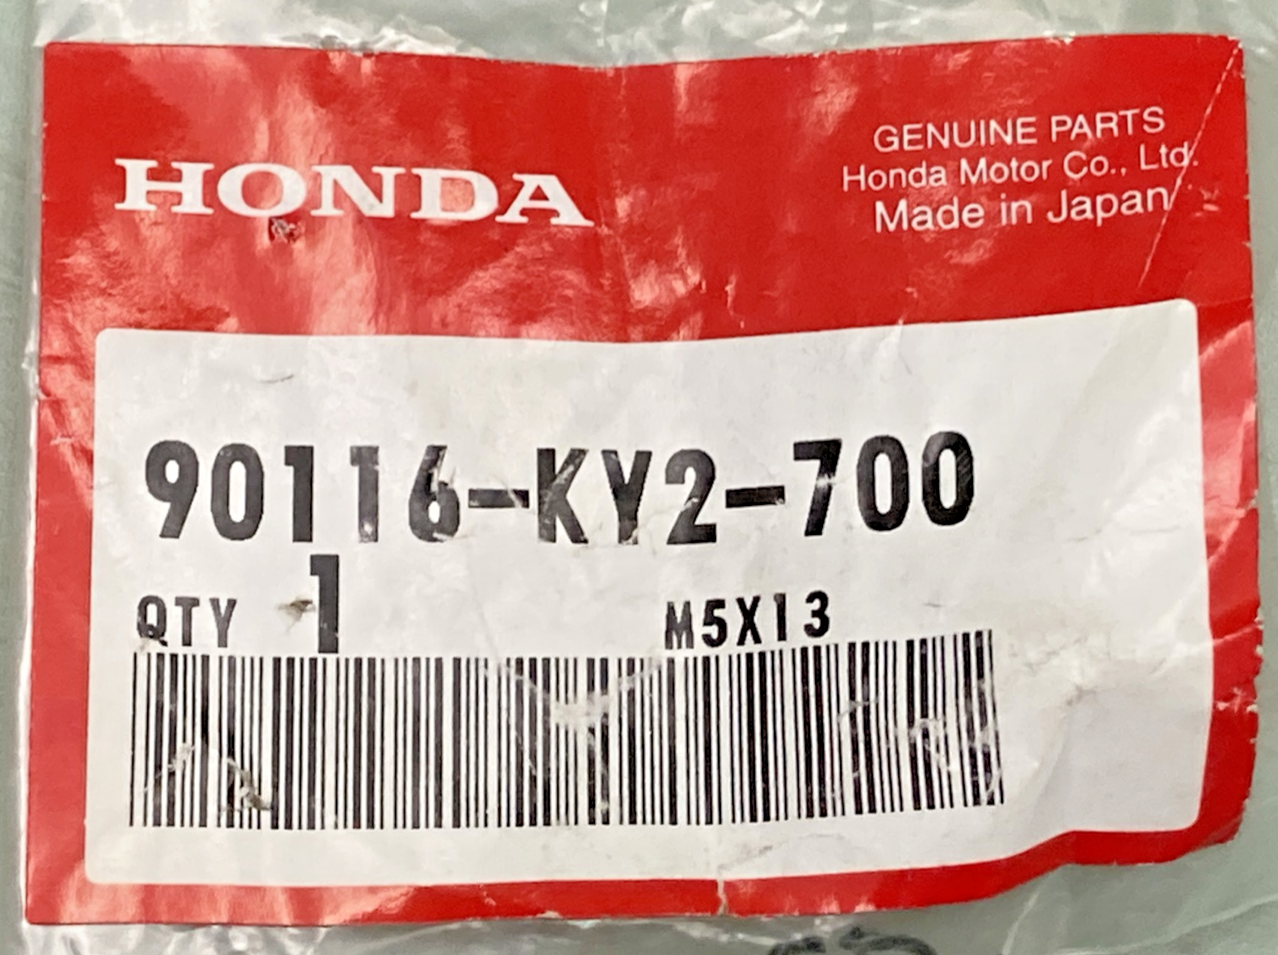 HONDA
GENUINE PARTS
Honda Motor Co., Ltd.
Made in Japan
90116-KY2-700
QTY 1 M5X13